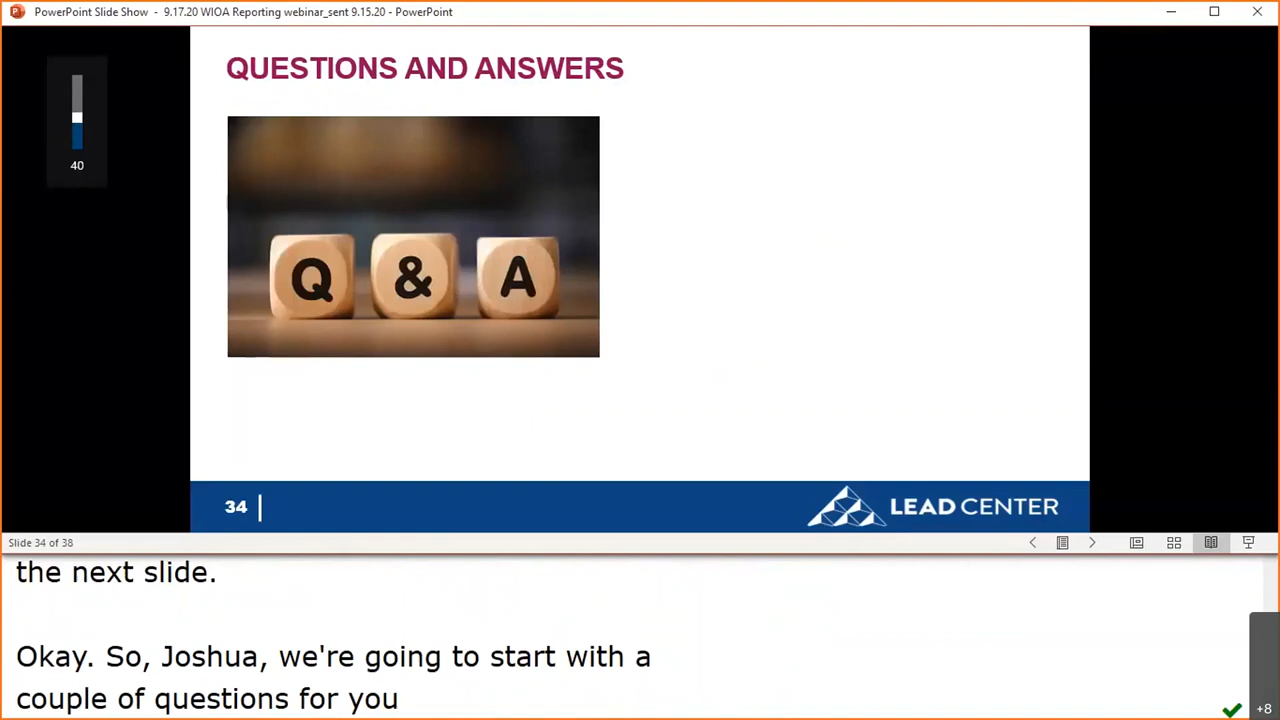 PowerPoint Slide Show - 9.17.20 WIOA Reporting webinar_sent 9.15.20 - PowerPoint
QUESTIONS AND ANSWERS
40
Q & A
34
LEAD CENTER
Slide 34 of 38
the next slide.
Okay. So, Joshua, we're going to start with a
couple of questions for you
+8